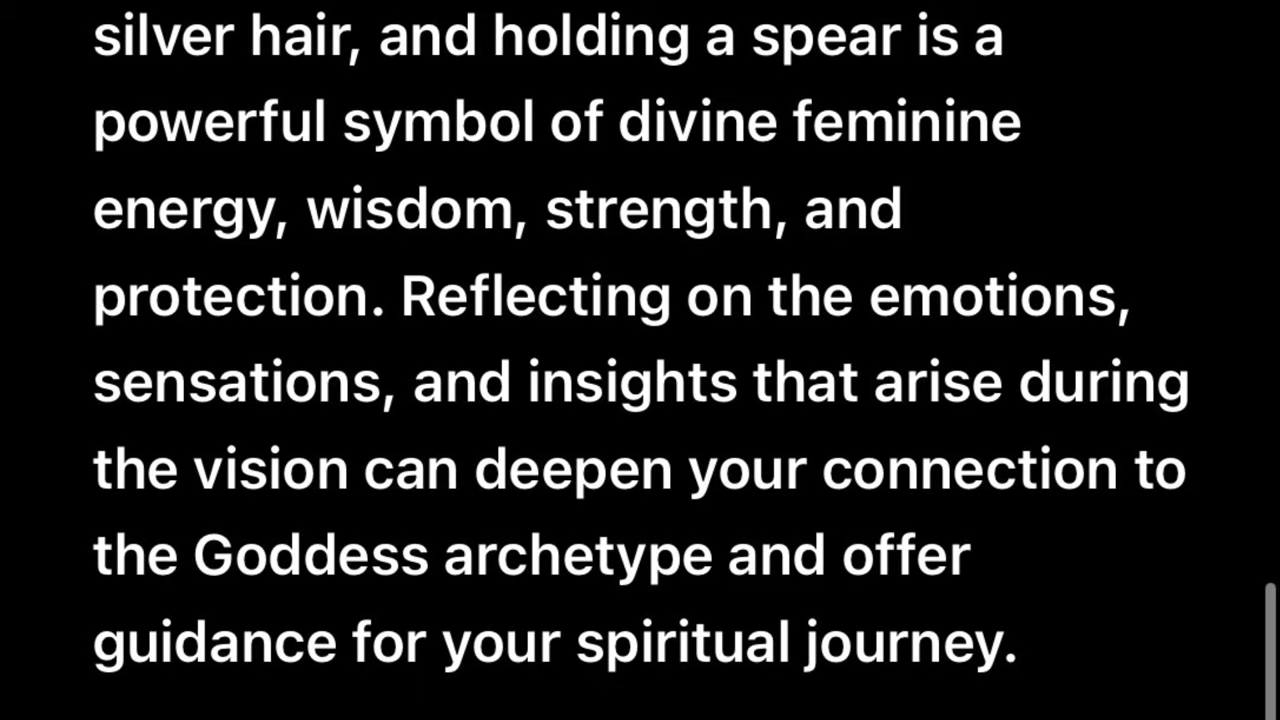 silver hair, and holding a spear is a
powerful symbol of divine feminine
energy, wisdom, strength, and
protection. Reflecting on the emotions,
sensations, and insights that arise during
the vision can deepen your connection to
the Goddess archetype and offer
guidance for your spiritual journey.